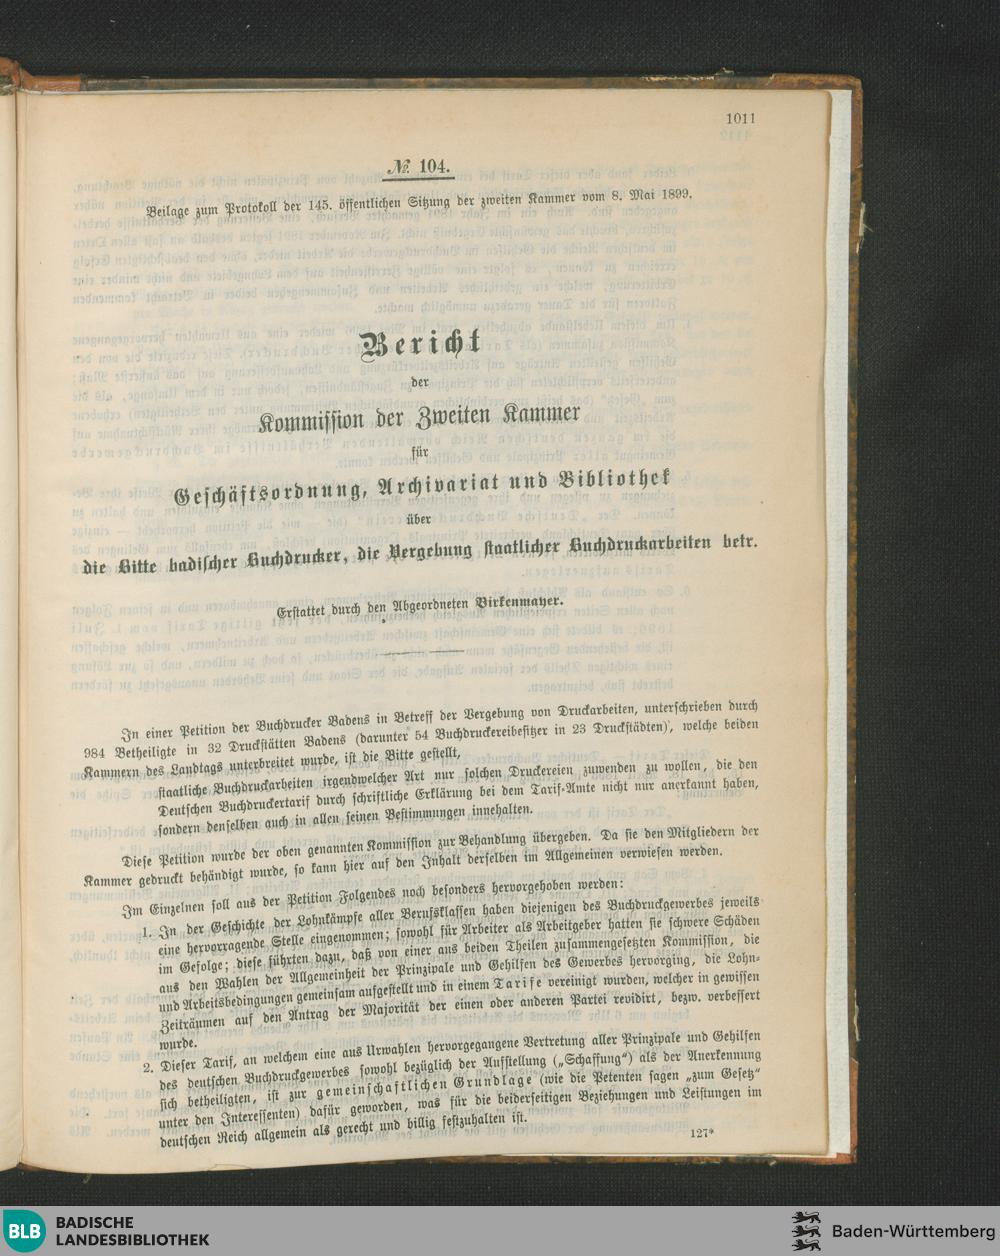 1011
№ 104.
Beilage zum Protokoll der 145. öffentlichen Sitzung der zweiten Kammer vom 8. Mai 1899.
Bericht
der
Kommission der Zweiten Kammer
für
Geschäftsordnung, Archivariat und Bibliothek
über
die Bitte badischer Buchdrucker, die Vergebung staatlicher Buchdruckarbeiten betr.
Erstattet durch den Abgeordneten Birkenmayer.
In einer Petition der Buchdrucker Badens in Betreff der Vergebung von Druckarbeiten, unterschrieben durch
984 Betheiligte in 32 Druckstätten Badens (darunter 54 Buchdruckereibesitzer in 23 Druckstädten), welche beiden
Kammern des Landtags unterbreitet wurde, ist die Bitte gestellt,
staatliche Buchdruckarbeiten irgendwelcher Art nur solchen Druckereien zuwenden zu wollen, die den
Deutschen Buchdruckertarif durch schriftliche Erklärung bei dem Tarif-Amte nicht nur anerkannt haben,
sondern denselben auch in allen seinen Bestimmungen innehalten.
Diese Petition wurde der oben genannten Kommission zur Behandlung übergeben. Da sie den Mitgliedern der
Kammer gedruckt behändigt wurde, so kann hier auf den Inhalt derselben im Allgemeinen verwiesen werden.
Im Einzelnen soll aus der Petition Folgendes noch besonders hervorgehoben werden:
1. In der Geschichte der Lohnkämpfe aller Berufsklassen haben diejenigen des Buchdruckgewerbes jeweils
eine hervorragende Stelle eingenommen; sowohl für Arbeiter als Arbeitgeber hatten sie schwere Schäden
im Gefolge; diese führten dazu, daß von einer aus beiden Theilen zusammengesetzten Kommission, die
aus den Wahlen der Allgemeinheit der Prinzipale und Gehilfen des Gewerbes hervorging, die Lohn-
und Arbeitsbedingungen gemeinsam aufgestellt und in einem Tarife vereinigt wurden, welcher in gewissen
Zeiträumen auf den Antrag der Majorität der einen oder anderen Partei revidirt, bezw. verbessert
wurde.
2. Dieser Tarif, an welchem eine aus Urwahlen hervorgegangene Vertretung aller Prinzipale und Gehilfen
des deutschen Buchdruckgewerbes sowohl bezüglich der Aufstellung („Schaffung“) als der Anerkennung
sich betheiligten, ist zur gemeinschaftlichen Grundlage (wie die Petenten sagen „zum Gesetz“
unter den Interessenten) dafür geworden, was für die beiderseitigen Beziehungen und Leistungen im
deutschen Reich allgemein als gerecht und billig festzuhalten ist.
127*
BLB BADISCHE
LANDESBIBLIOTHEK
Baden-Württemberg